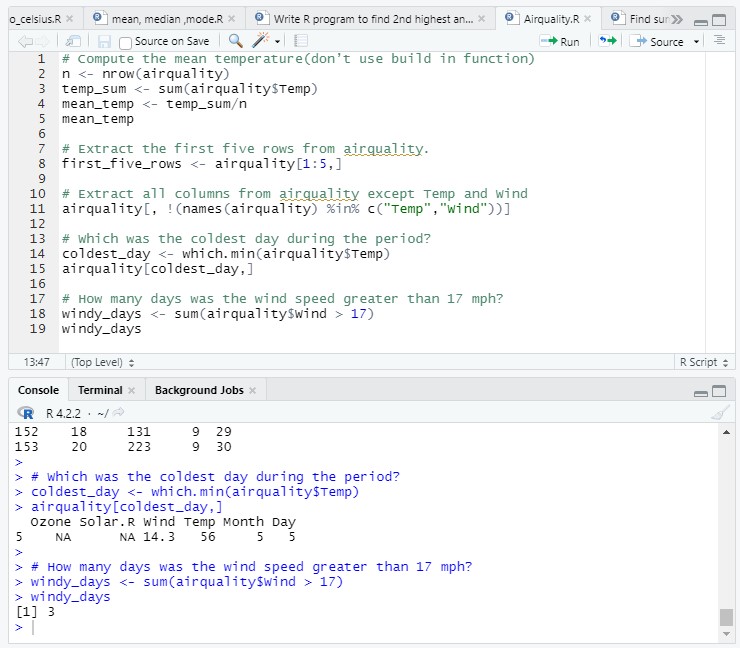 o_celsius.R
mean, median ,mode.R
Write R program to find 2nd highest an...
Airquality.R
Find sur
Source on Save
Run
Source
1 # Compute the mean temperature(don't use build in function)
2 n <- nrow(airquality)
3 temp_sum <- sum(airquality$Temp)
4 mean_temp <- temp_sum/n
5 mean_temp
6
7 # Extract the first five rows from airquality.
8 first_five_rows <- airquality[1:5,]
9
10 # Extract all columns from airquality except Temp and Wind
11 airquality[, !(names(airquality) %in% c("Temp","Wind"))]
12
13 # Which was the coldest day during the period?
14 coldest_day <- which.min(airquality$Temp)
15 airquality[coldest_day,]
16
17 # How many days was the wind speed greater than 17 mph?
18 windy_days <- sum(airquality$Wind > 17)
19 windy_days
13:47 (Top Level) R Script
Console Terminal Background Jobs
R R 4.2.2 · ~/
152 18 131 9 29
153 20 223 9 30
>
> # Which was the coldest day during the period?
> coldest_day <- which.min(airquality$Temp)
> airquality[coldest_day,]
Ozone Solar.R Wind Temp Month Day
5 NA NA 14.3 56 5 5
>
> # How many days was the wind speed greater than 17 mph?
> windy_days <- sum(airquality$Wind > 17)
> windy_days
[1] 3
>